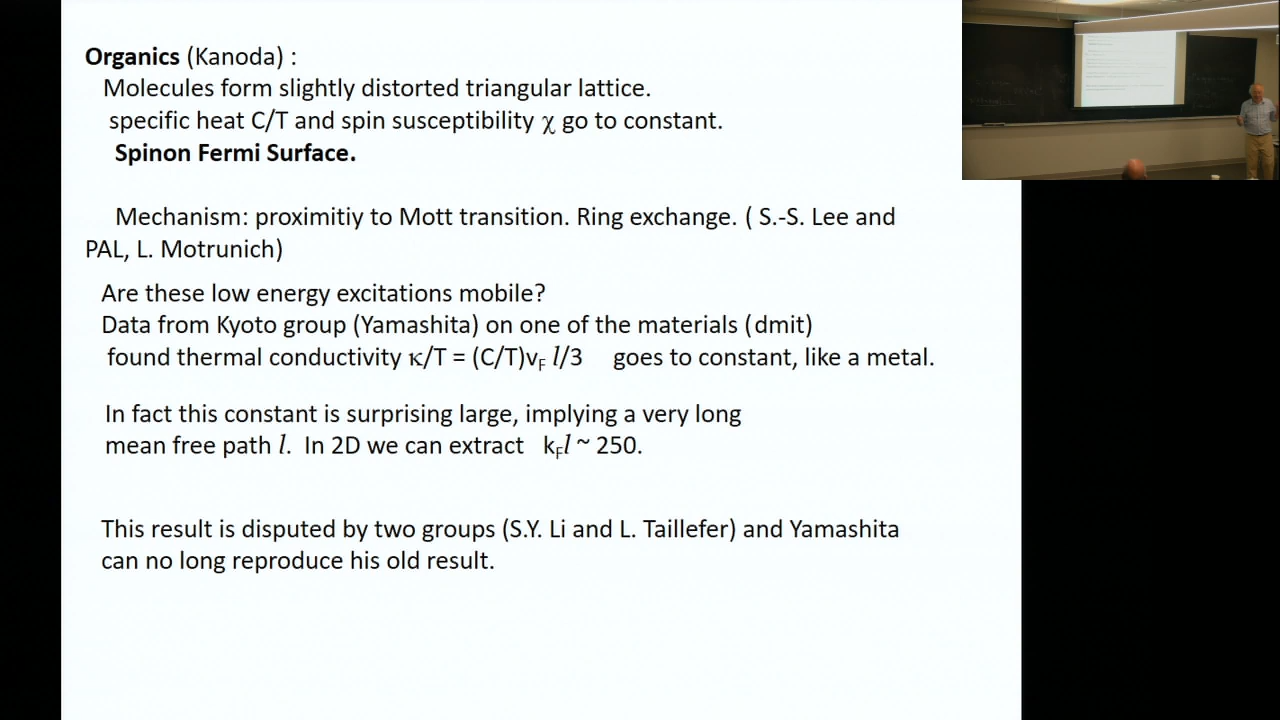 Organics (Kanoda) :
Molecules form slightly distorted triangular lattice.
specific heat C/T and spin susceptibility χ go to constant.
Spinon Fermi Surface.
Mechanism: proximitiy to Mott transition. Ring exchange. ( S.-S. Lee and
PAL, L. Motrunich)
Are these low energy excitations mobile?
Data from Kyoto group (Yamashita) on one of the materials (dmit)
found thermal conductivity κ/T = (C/T)vF l/3 goes to constant, like a metal.
In fact this constant is surprising large, implying a very long
mean free path l. In 2D we can extract kFl ~ 250.
This result is disputed by two groups (S.Y. Li and L. Taillefer) and Yamashita
can no long reproduce his old result.